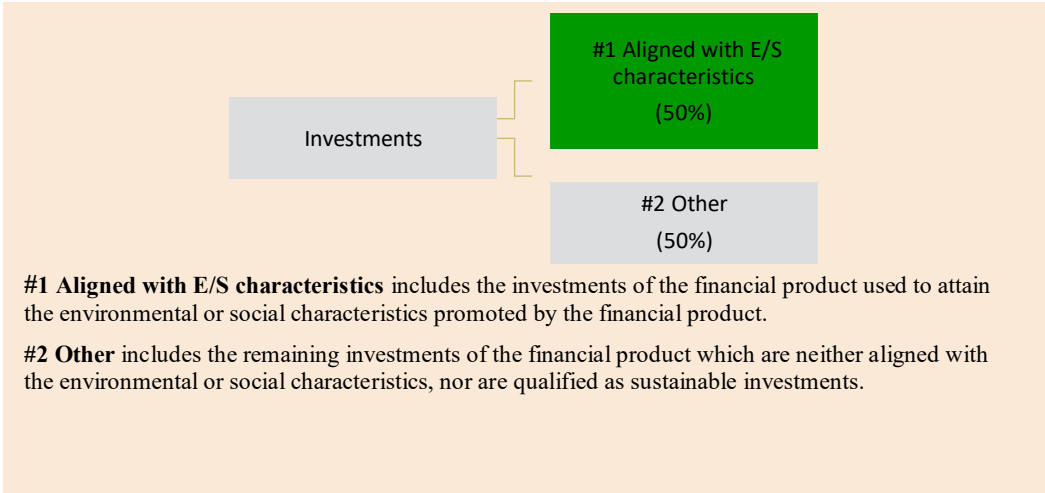 #1 Aligned with E/S
characteristics
(50%)
Investments
#2 Other
(50%)
#1 Aligned with E/S characteristics includes the investments of the financial product used to attain
the environmental or social characteristics promoted by the financial product.
#2 Other includes the remaining investments of the financial product which are neither aligned with
the environmental or social characteristics, nor are qualified as sustainable investments.